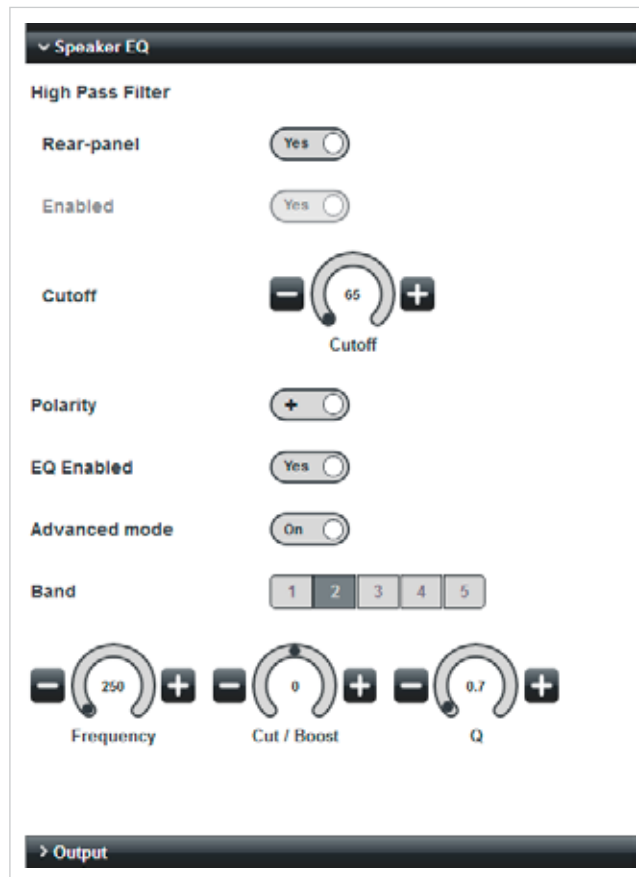 Speaker EQ
High Pass Filter
Rear-panel Yes
Enabled Yes
Cutoff 65
Cutoff
Polarity +
EQ Enabled Yes
Advanced mode On
Band 1 2 3 4 5
250 0 0.7
Frequency Cut / Boost Q
Output